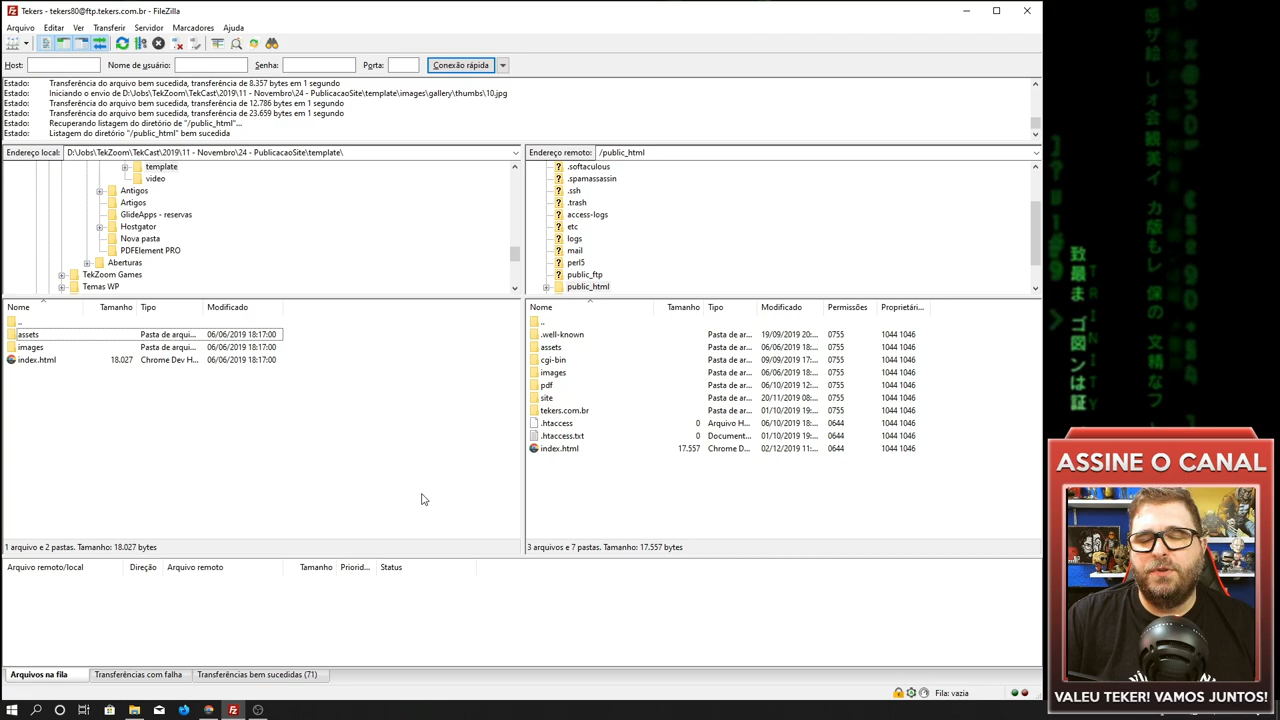 Tekers - tekers80@ftp.tekers.com.br - FileZilla
Arquivo Editar Ver Transferir Servidor Marcadores Ajuda
Host: Nome de usuário: Senha: Porta: Conexão rápida
Estado: Transferência do arquivo bem sucedida, transferência de 8.357 bytes em 1 segundo
Estado: Iniciando o envio de D:\Jobs\TekZoom\TekCast\2019\11 - Novembro\24 - PublicacaoSite\template\images\gallery\thumbs\10.jpg
Estado: Transferência do arquivo bem sucedida, transferência de 12.786 bytes em 1 segundo
Estado: Transferência do arquivo bem sucedida, transferência de 23.659 bytes em 1 segundo
Estado: Recuperando listagem do diretório de "/public_html"...
Estado: Listagem do diretório "/public_html" bem sucedida
Endereço local: D:\Jobs\TekZoom\TekCast\2019\11 - Novembro\24 - PublicacaoSite\template\
template
video
Antigos
Artigos
GlideApps - reservas
Hostgator
Nova pasta
PDFElement PRO
Aberturas
TekZoom Games
Temas WP
Endereço remoto: /public_html
.softaculous
.spamassassin
.ssh
.trash
access-logs
etc
logs
mail
perl5
public_ftp
public_html
Nome Tamanho Tipo Modificado
..
assets Pasta de arqui... 06/06/2019 18:17:00
images Pasta de arqui... 06/06/2019 18:17:00
index.html 18.027 Chrome Dev H... 06/06/2019 18:17:00
1 arquivo e 2 pastas. Tamanho: 18.027 bytes
Nome Tamanho Tipo Modificado Permissões Proprietári...
..
.well-known Pasta de ar... 19/09/2019 20:... 0755 1044 1046
assets Pasta de ar... 06/06/2019 18:... 0755 1044 1046
cgi-bin Pasta de ar... 09/09/2019 17:... 0755 1044 1046
images Pasta de ar... 06/06/2019 18:... 0755 1044 1046
pdf Pasta de ar... 06/10/2019 12:... 0755 1044 1046
site Pasta de ar... 20/11/2019 08:... 0755 1044 1046
tekers.com.br Pasta de ar... 01/10/2019 19:... 0755 1044 1046
.htaccess 0 Arquivo H... 06/10/2019 18:... 0644 1044 1046
.htaccess.txt 0 Document... 01/10/2019 19:... 0644 1044 1046
index.html 17.557 Chrome D... 02/12/2019 11:... 0644 1044 1046
3 arquivos e 7 pastas. Tamanho: 17.557 bytes
Arquivo remoto/local Direção Arquivo remoto Tamanho Priorid... Status
Arquivos na fila Transferências com falha Transferências bem sucedidas (71)
Fila: vazia
ASSINE O CANAL
VALEU TEKER! VAMOS JUNTOS!